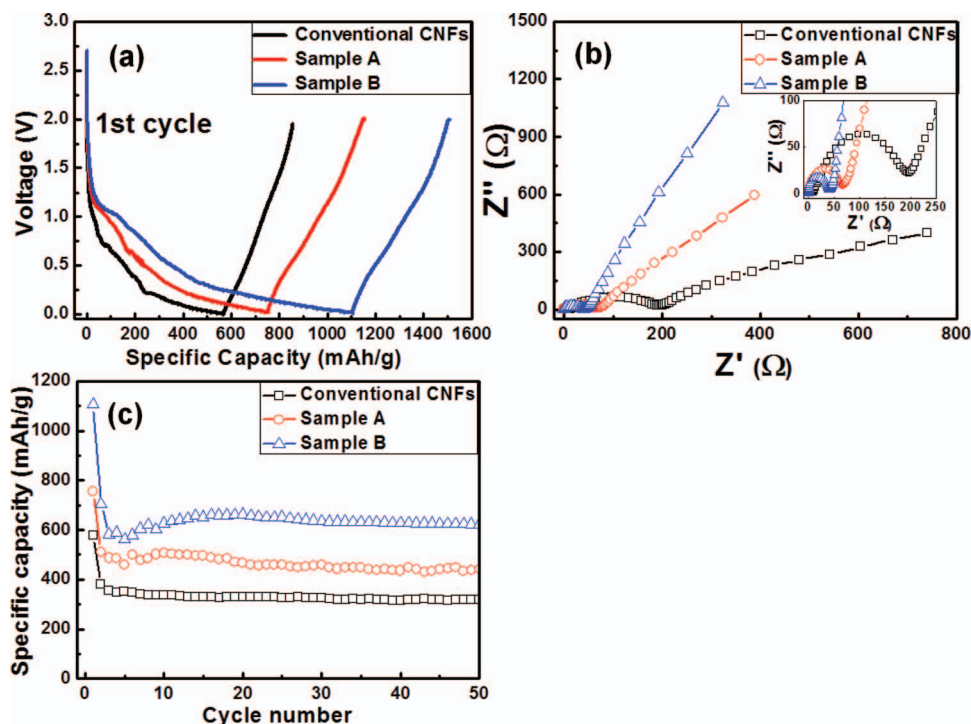 (a)
Conventional CNFs
Sample A
Sample B
1st cycle
Voltage (V)
3.0
2.5
2.0
1.5
1.0
0.5
0.0
0 200 400 600 800 1000 1200 1400 1600
Specific Capacity (mAh/g)
(b)
Conventional CNFs
Sample A
Sample B
Z'' (Ω)
1500
1200
900
600
300
0
0 200 400 600 800
Z' (Ω)
Z'' (Ω)
100
50
0
0 50 100 150 200 250
Z' (Ω)
(c)
Conventional CNFs
Sample A
Sample B
Specific capacity (mAh/g)
1200
1000
800
600
400
200
0
0 10 20 30 40 50
Cycle number